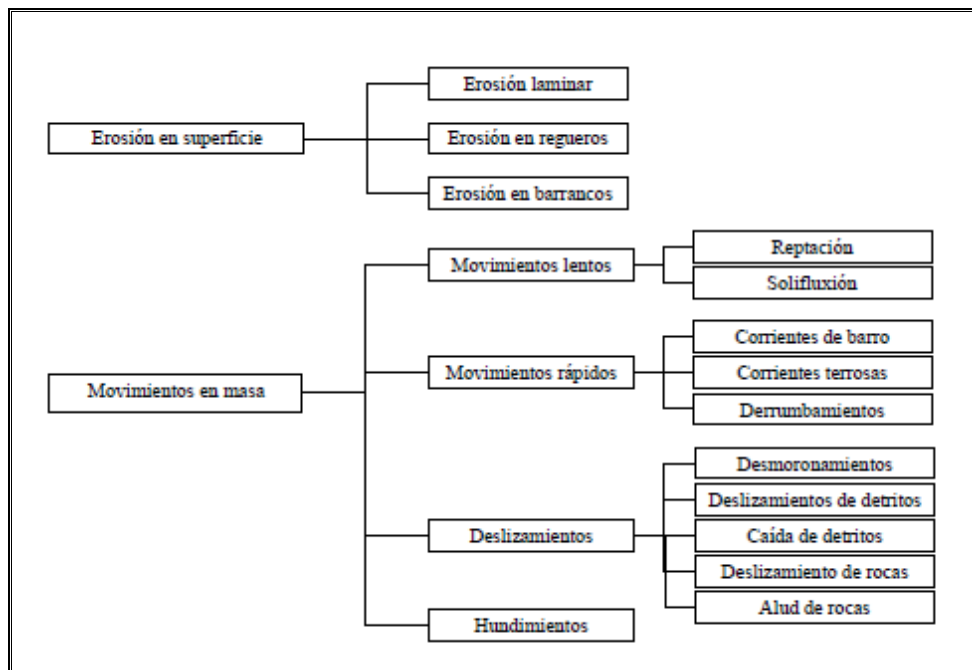 Erosión en superficie
Erosión laminar
Erosión en regueros
Erosión en barrancos
Movimientos en masa
Movimientos lentos
Reptación
Solifluxión
Movimientos rápidos
Corrientes de barro
Corrientes terrosas
Derrumbamientos
Deslizamientos
Desmoronamientos
Deslizamientos de detritos
Caída de detritos
Deslizamiento de rocas
Alud de rocas
Hundimientos